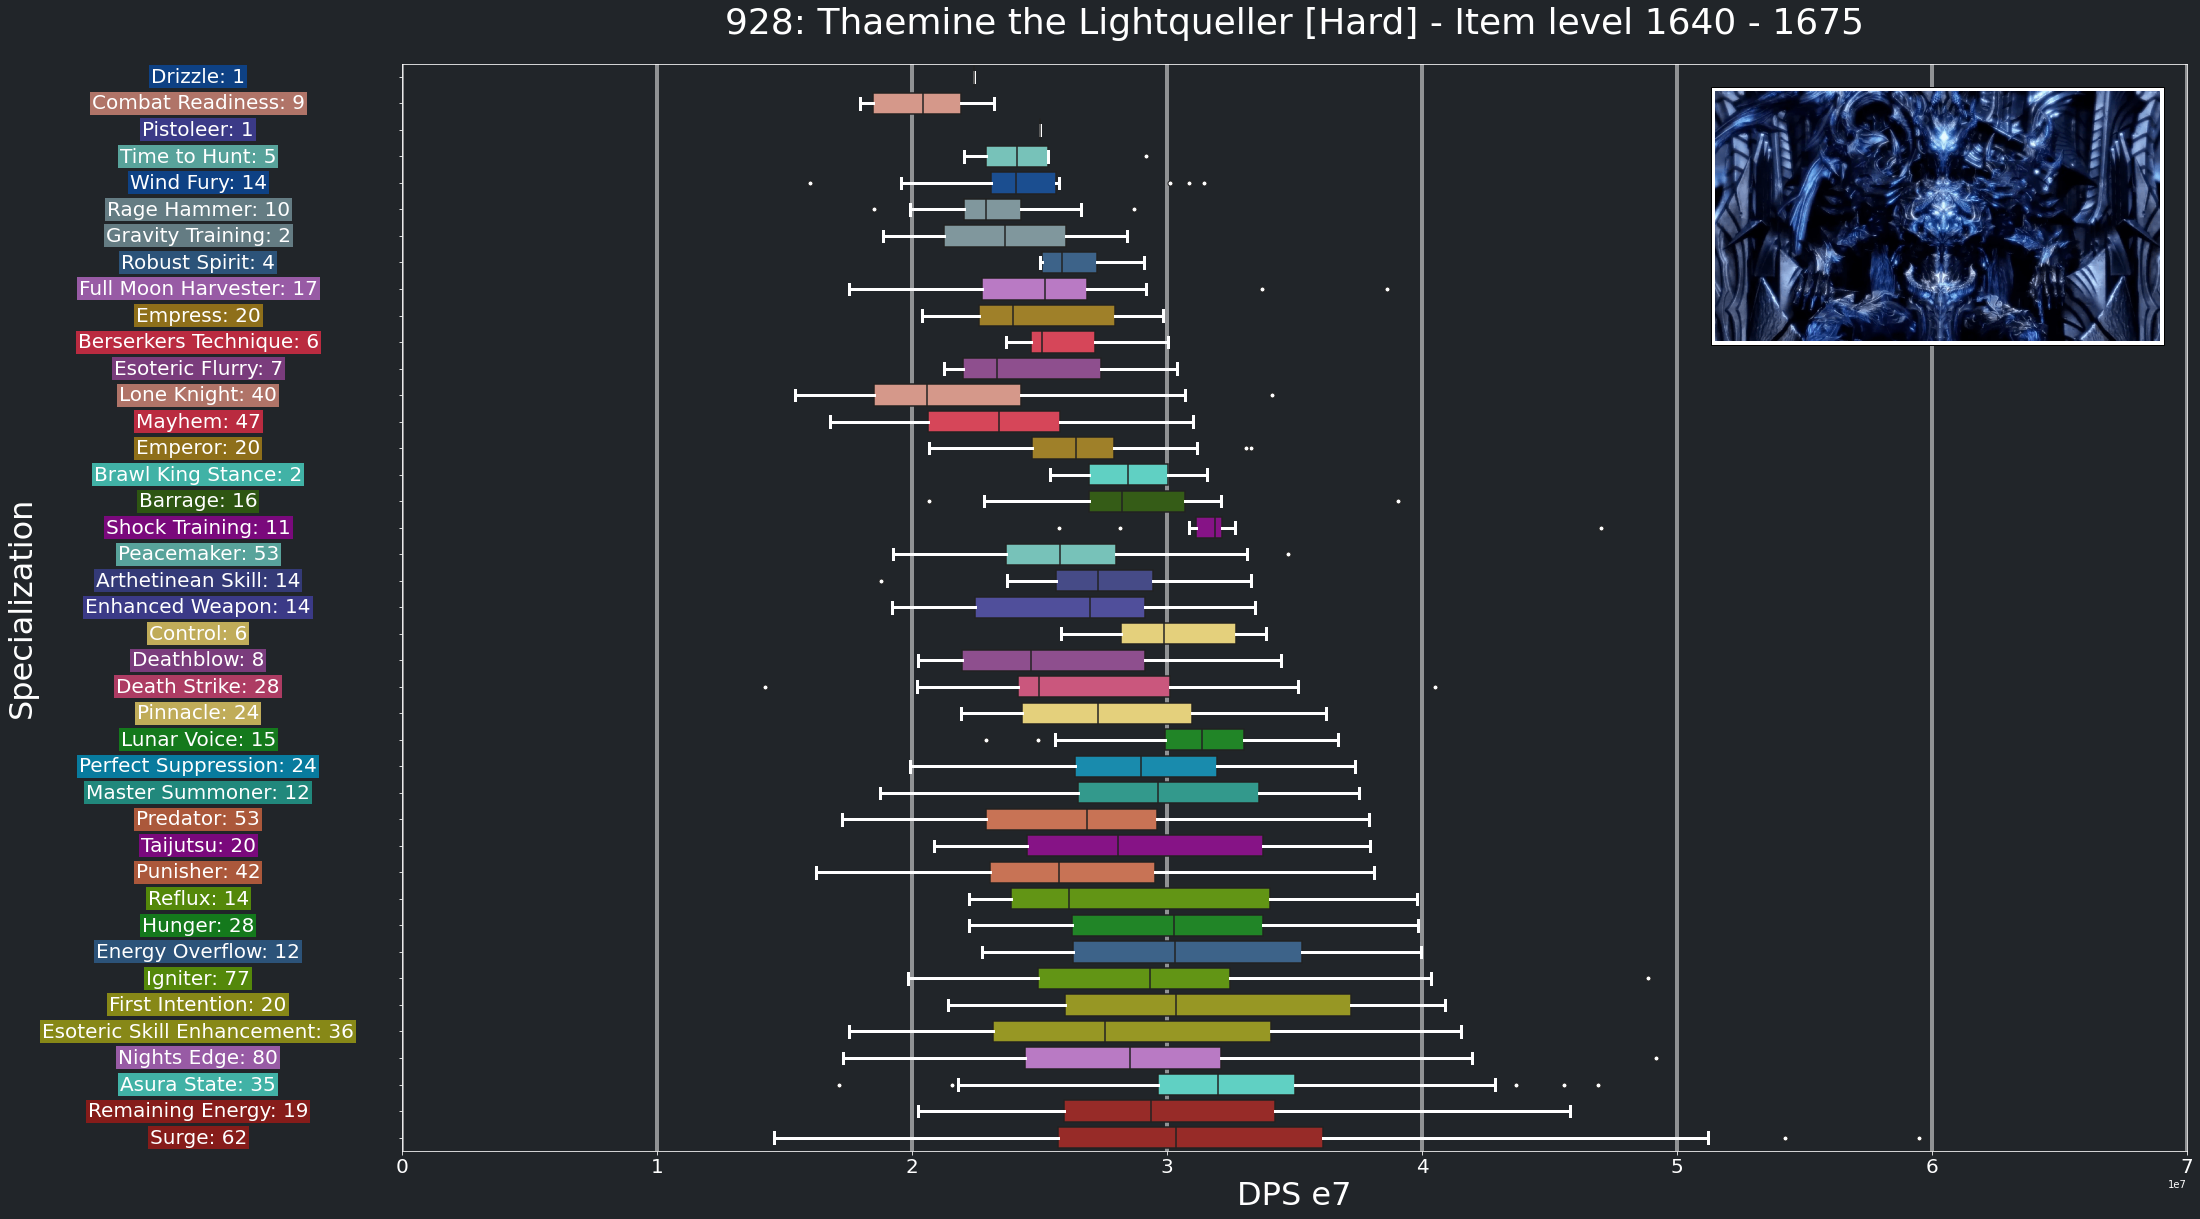 928: Thaemine the Lightqueller [Hard] - Item level 1640 - 1675
Drizzle: 1
Combat Readiness: 9
Pistoleer: 1
Time to Hunt: 5
Wind Fury: 14
Rage Hammer: 10
Gravity Training: 2
Robust Spirit: 4
Full Moon Harvester: 17
Empress: 20
Berserkers Technique: 6
Esoteric Flurry: 7
Lone Knight: 40
Mayhem: 47
Emperor: 20
Brawl King Stance: 2
Barrage: 16
Shock Training: 11
Peacemaker: 53
Arthetinean Skill: 14
Enhanced Weapon: 14
Control: 6
Deathblow: 8
Death Strike: 28
Pinnacle: 24
Lunar Voice: 15
Perfect Suppression: 24
Master Summoner: 12
Predator: 53
Taijutsu: 20
Punisher: 42
Reflux: 14
Hunger: 28
Energy Overflow: 12
Igniter: 77
First Intention: 20
Esoteric Skill Enhancement: 36
Nights Edge: 80
Asura State: 35
Remaining Energy: 19
Surge: 62
Specialization
0 1 2 3 4 5 6 7
1e7
DPS e7